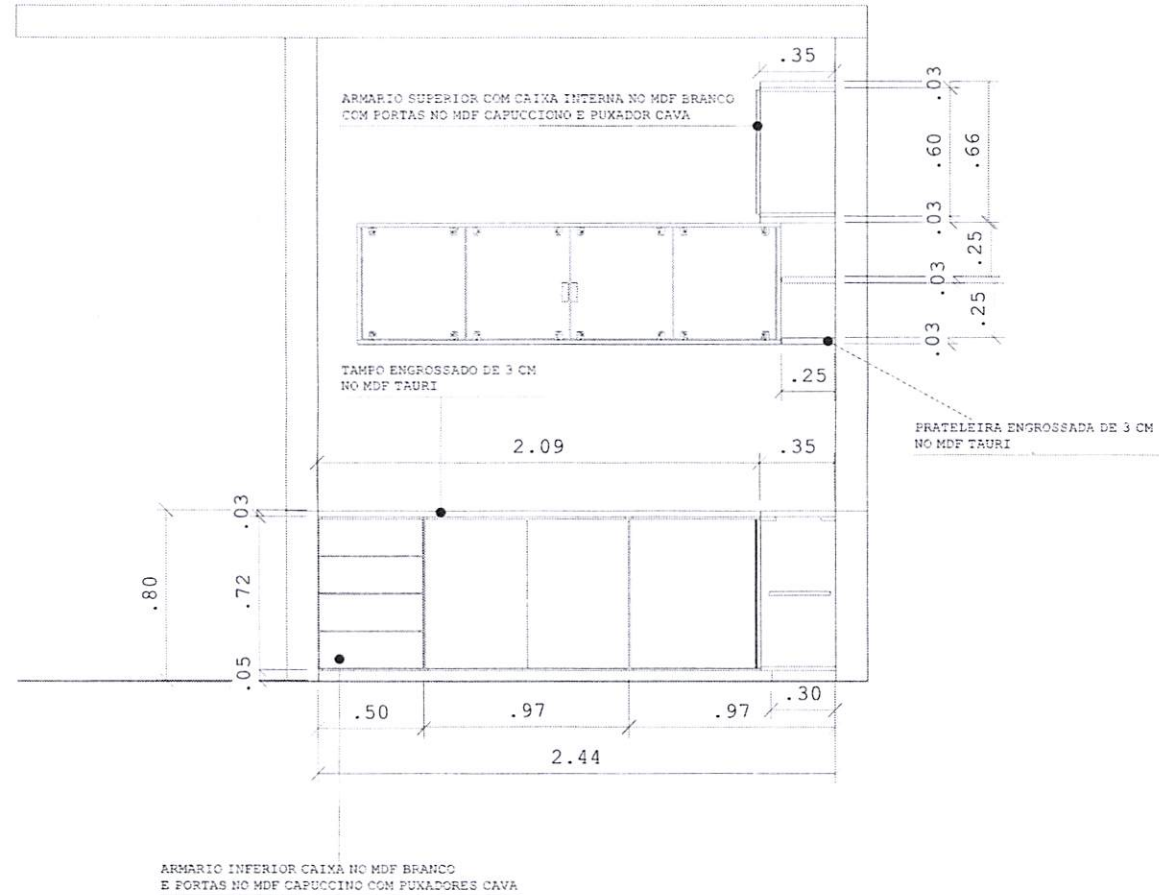 .35
ARMARIO SUPERIOR COM CAIXA INTERNA NO MDF BRANCO
COM PORTAS NO MDF CAPUCCIONO E PUXADOR CAVA
.03
.60
.66
.03
.25
.03
.25
.03
.25
TAMPO ENGROSSADO DE 3 CM
NO MDF TAURI
PRATELEIRA ENGROSSADA DE 3 CM
NO MDF TAURI
2.09
.35
.03
.80
.72
.05
.30
.50
.97
.97
2.44
ARMARIO INFERIOR CAIXA NO MDF BRANCO
E PORTAS NO MDF CAPUCCINO COM PUXADORES CAVA